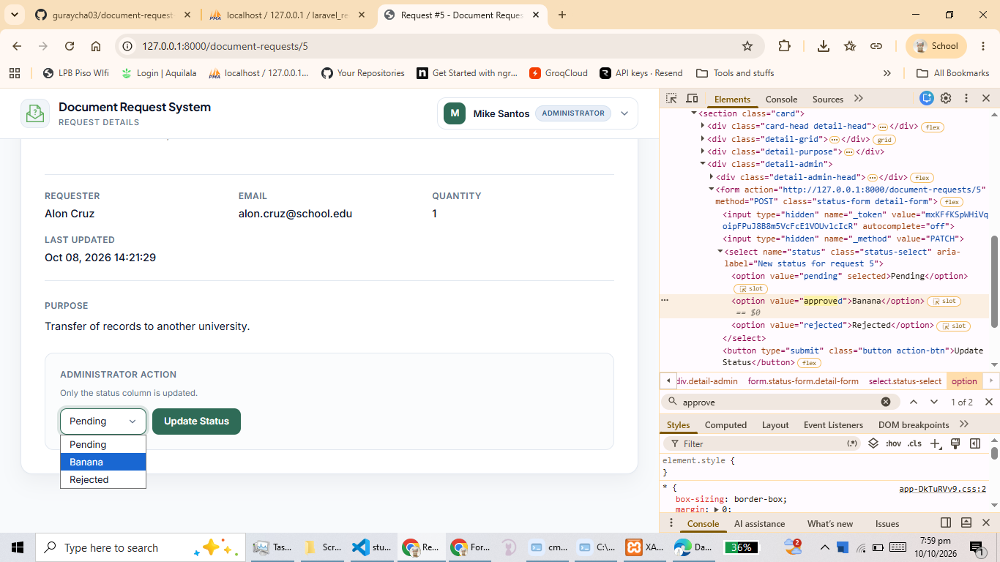 guraycha03/document-request
localhost / 127.0.0.1 / laravel_re
Request #5 - Document Reques
127.0.0.1:8000/document-requests/5
School
LPB Piso WIfi
Login | Aquilala
localhost / 127.0.0.1...
Your Repositories
Get Started with ngr...
GroqCloud
API keys · Resend
Tools and stuffs
All Bookmarks
Document Request System
REQUEST DETAILS
M
Mike Santos
ADMINISTRATOR
REQUESTER
EMAIL
QUANTITY
Alon Cruz
alon.cruz@school.edu
1
LAST UPDATED
Oct 08, 2026 14:21:29
PURPOSE
Transfer of records to another university.
ADMINISTRATOR ACTION
Only the status column is updated.
Pending
Update Status
Pending
Banana
Rejected
Elements
Console
Sources
<section class="card">
<div class="card-head detail-head"> … </div> flex
<div class="detail-grid"> … </div> grid
<div class="detail-purpose"> … </div>
<div class="detail-admin">
<div class="detail-admin-head"> … </div> flex
<form action="http://127.0.0.1:8000/document-requests/5"
method="POST" class="status-form detail-form"> flex
<input type="hidden" name="_token" value="mxKFfKSpWHiVq
oipFPuJ8B8m5VcFcE1VOUvlcIcR" autocomplete="off">
<input type="hidden" name="_method" value="PATCH">
<select name="status" class="status-select" aria-
label="New status for request 5">
<option value="pending" selected>Pending</option>
slot
<option value="approved">Banana</option> slot
== $0
<option value="rejected">Rejected</option> slot
</select>
<button type="submit" class="button action-btn">Update
Status</button> flex
div.detail-admin
form.status-form.detail-form
select.status-select
option
approve
1 of 2
Styles
Computed
Layout
Event Listeners
DOM breakpoints
Filter
:hov
.cls
element.style {
}
* {
app-DkTuRVv9.css:2
box-sizing: border-box;
margin: 0;
Console
AI assistance
What's new
Issues
Type here to search
Tas...
Scr...
stu...
Re...
For...
cm...
C:\...
XA...
Da...
36%
2
7:59 pm
10/10/2026
1